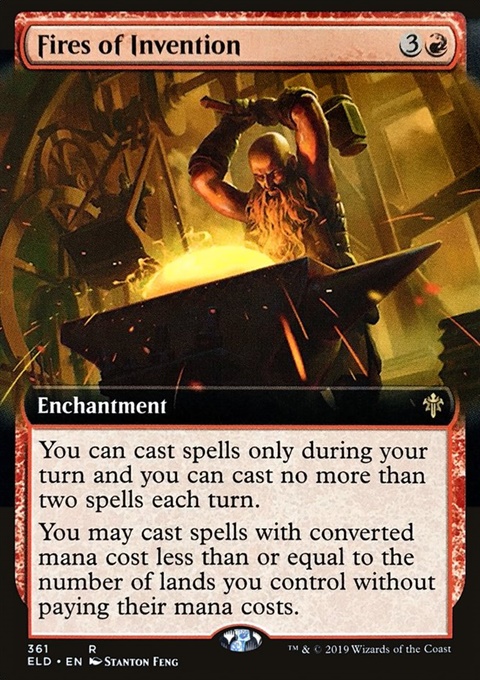 Fires of Invention 3
Enchantment
You can cast spells only during your
turn and you can cast no more than
two spells each turn.
You may cast spells with converted
mana cost less than or equal to the
number of lands you control without
paying their mana costs.
361 R
ELD • EN STANTON FENG
™ & © 2019 Wizards of the Coast